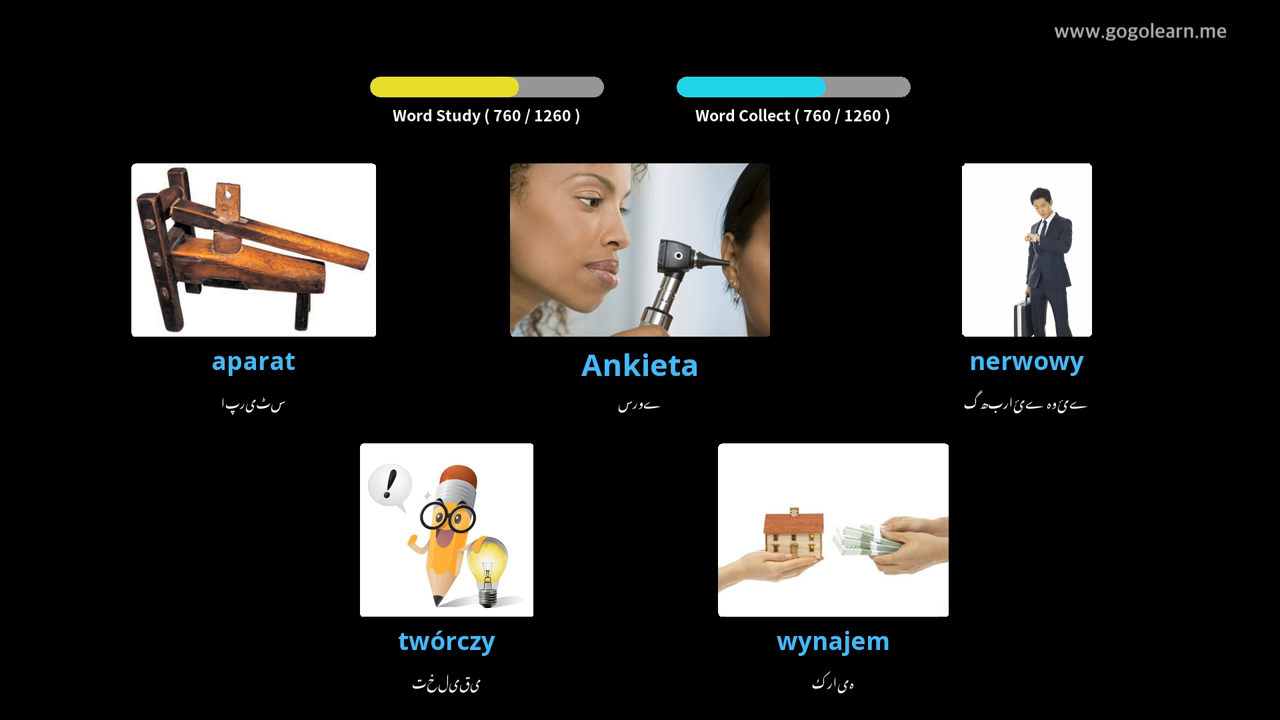 www.gogolearn.me
Word Study ( 760 / 1260 )
Word Collect ( 760 / 1260 )
aparat
اپریٹس
Ankieta
سروے
nerwowy
گھبرائے ہوئے
twórczy
تخلیقی
wynajem
کرایہ